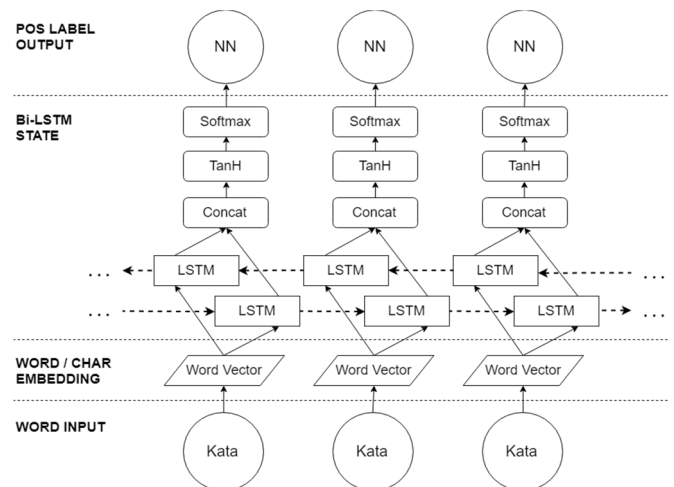 POS LABEL
OUTPUT
NN NN NN
Bi-LSTM
STATE
Softmax Softmax Softmax
TanH TanH TanH
Concat Concat Concat
... LSTM LSTM LSTM ...
... LSTM LSTM LSTM ...
WORD / CHAR
EMBEDDING
Word Vector Word Vector Word Vector
WORD INPUT
Kata Kata Kata